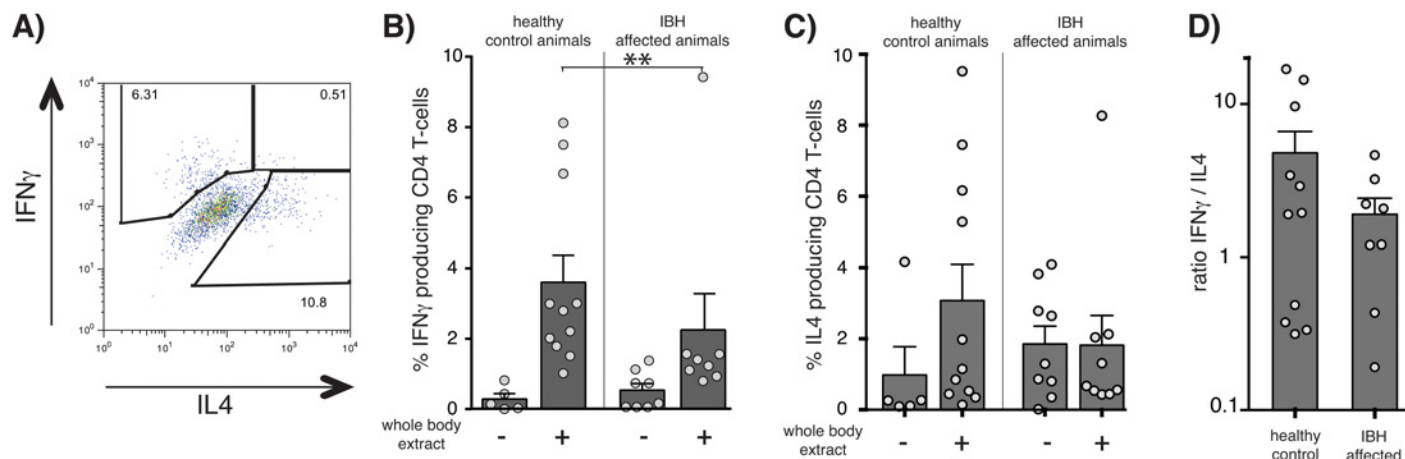 A)
6.31
0.51
10.8
10⁴
10³
10²
10¹
10⁰
10⁰ 10¹ 10² 10³ 10⁴
IFNγ
IL4
B)
healthy
control animals
IBH
affected animals
**
% IFNγ producing CD4 T-cells
10
8
6
4
2
0
whole body
extract
- + - +
C)
healthy
control animals
IBH
affected animals
% IL4 producing CD4 T-cells
10
8
6
4
2
0
whole body
extract
- + - +
D)
ratio IFNγ / IL4
10
1
0.1
healthy
control
IBH
affected